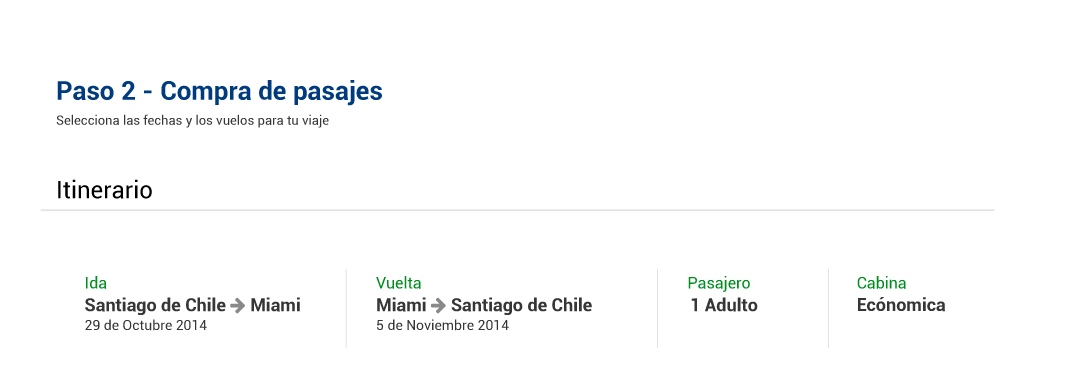 Paso 2 - Compra de pasajes
Selecciona las fechas y los vuelos para tu viaje
Itinerario
Ida
Santiago de Chile → Miami
29 de Octubre 2014
Vuelta
Miami → Santiago de Chile
5 de Noviembre 2014
Pasajero
1 Adulto
Cabina
Ecónomica